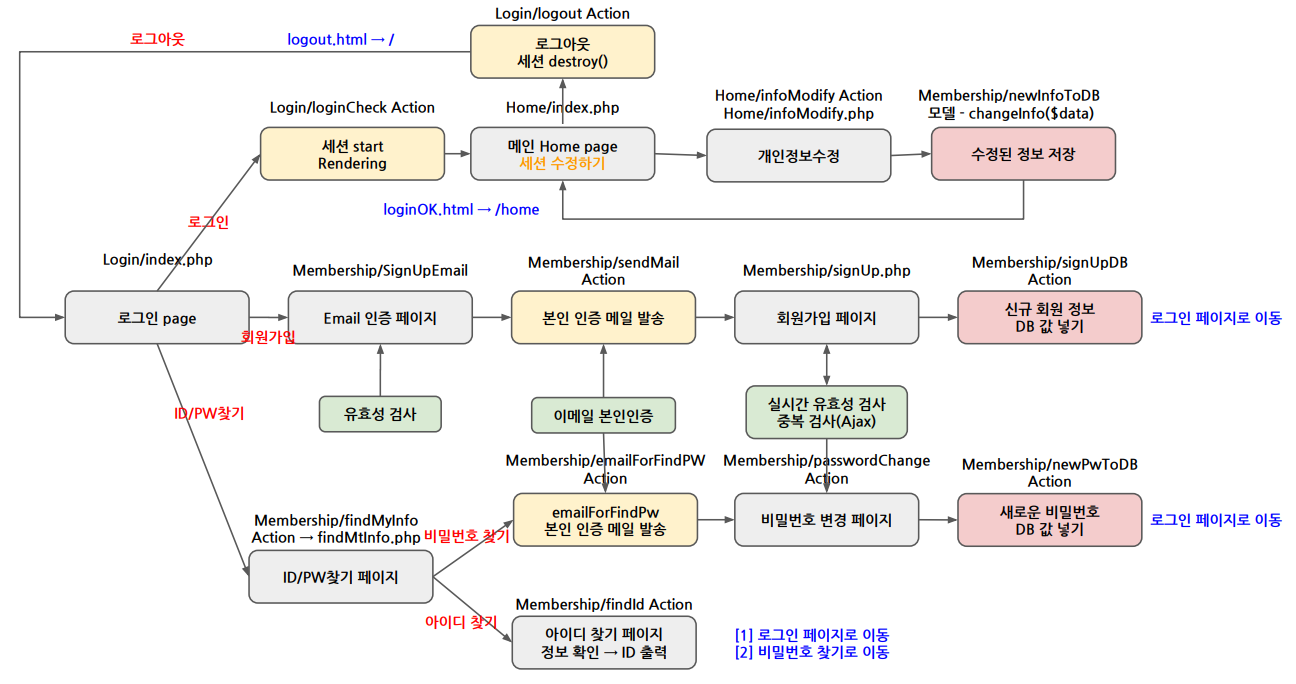 Login/logout Action
로그아웃
logout.html → /
로그아웃
세션 destroy()
Login/loginCheck Action
Home/index.php
Home/infoModify Action
Home/infoModify.php
Membership/newInfoToDB
모델 - changeInfo($data)
세션 start
Rendering
메인 Home page
세션 수정하기
개인정보수정
수정된 정보 저장
loginOK.html → /home
로그인
Login/index.php
Membership/SignUpEmail
Membership/sendMail
Action
Membership/signUp.php
Membership/signUpDB
Action
로그인 page
회원가입
Email 인증 페이지
본인 인증 메일 발송
회원가입 페이지
신규 회원 정보
DB 값 넣기
로그인 페이지로 이동
ID/PW찾기
유효성 검사
이메일 본인인증
실시간 유효성 검사
중복 검사(Ajax)
Membership/emailForFindPW
Action
Membership/passwordChange
Action
Membership/newPwToDB
Action
emailForFindPw
본인 인증 메일 발송
비밀번호 변경 페이지
새로운 비밀번호
DB 값 넣기
로그인 페이지로 이동
Membership/findMyInfo
Action → findMtInfo.php
비밀번호 찾기
ID/PW찾기 페이지
아이디 찾기
Membership/findId Action
아이디 찾기 페이지
정보 확인 → ID 출력
[1] 로그인 페이지로 이동
[2] 비밀번호 찾기로 이동